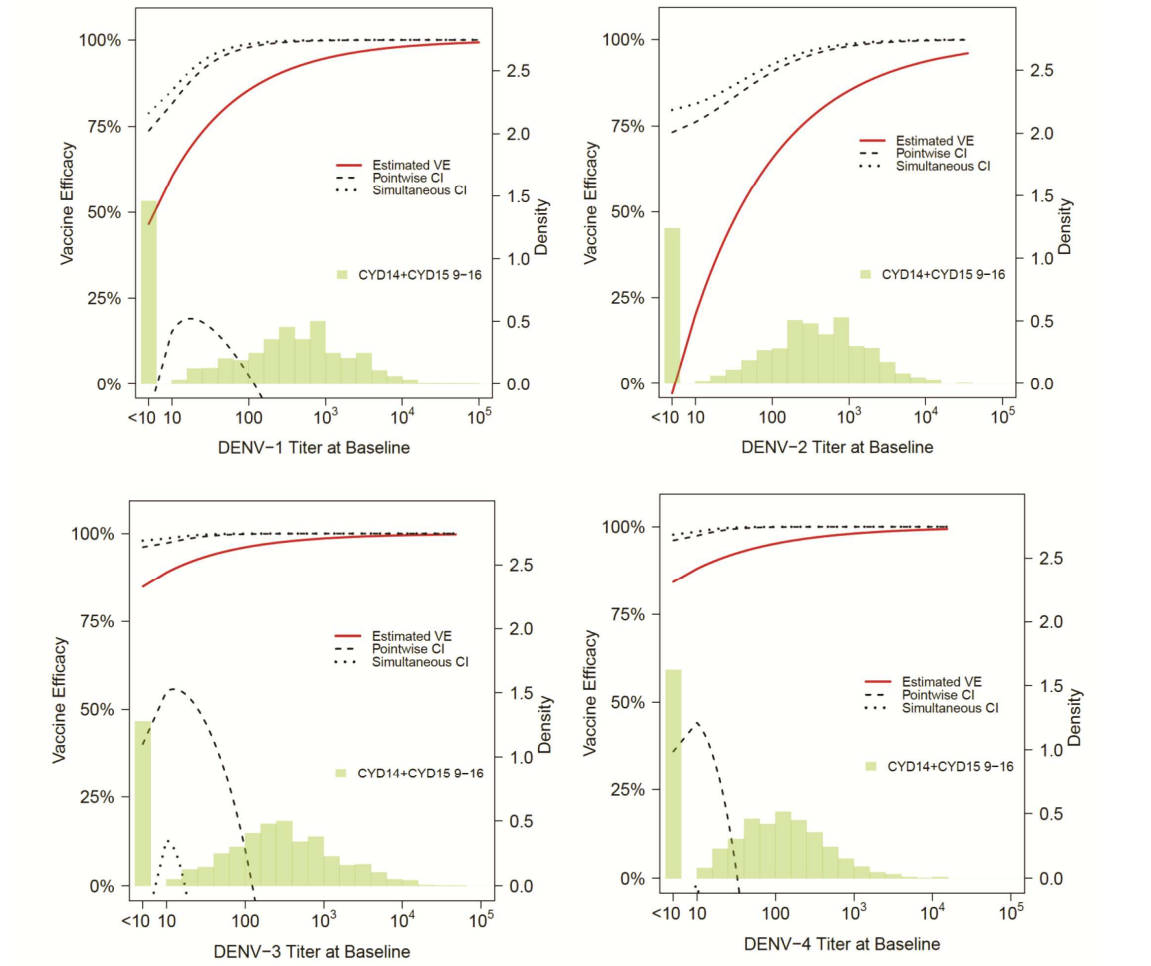 100%
75%
50%
25%
0%
Vaccine Efficacy
2.5
2.0
1.5
1.0
0.5
0.0
Density
Estimated VE
Pointwise CI
Simultaneous CI
CYD14+CYD15 9−16
<10 10 100 10³ 10⁴ 10⁵
DENV−1 Titer at Baseline
100%
75%
50%
25%
0%
Vaccine Efficacy
2.5
2.0
1.5
1.0
0.5
0.0
Density
Estimated VE
Pointwise CI
Simultaneous CI
CYD14+CYD15 9−16
<10 10 100 10³ 10⁴ 10⁵
DENV−2 Titer at Baseline
100%
75%
50%
25%
0%
Vaccine Efficacy
2.5
2.0
1.5
1.0
0.5
0.0
Density
Estimated VE
Pointwise CI
Simultaneous CI
CYD14+CYD15 9−16
<10 10 100 10³ 10⁴ 10⁵
DENV−3 Titer at Baseline
100%
75%
50%
25%
0%
Vaccine Efficacy
2.5
2.0
1.5
1.0
0.5
0.0
Density
Estimated VE
Pointwise CI
Simultaneous CI
CYD14+CYD15 9−16
<10 10 100 10³ 10⁴ 10⁵
DENV−4 Titer at Baseline